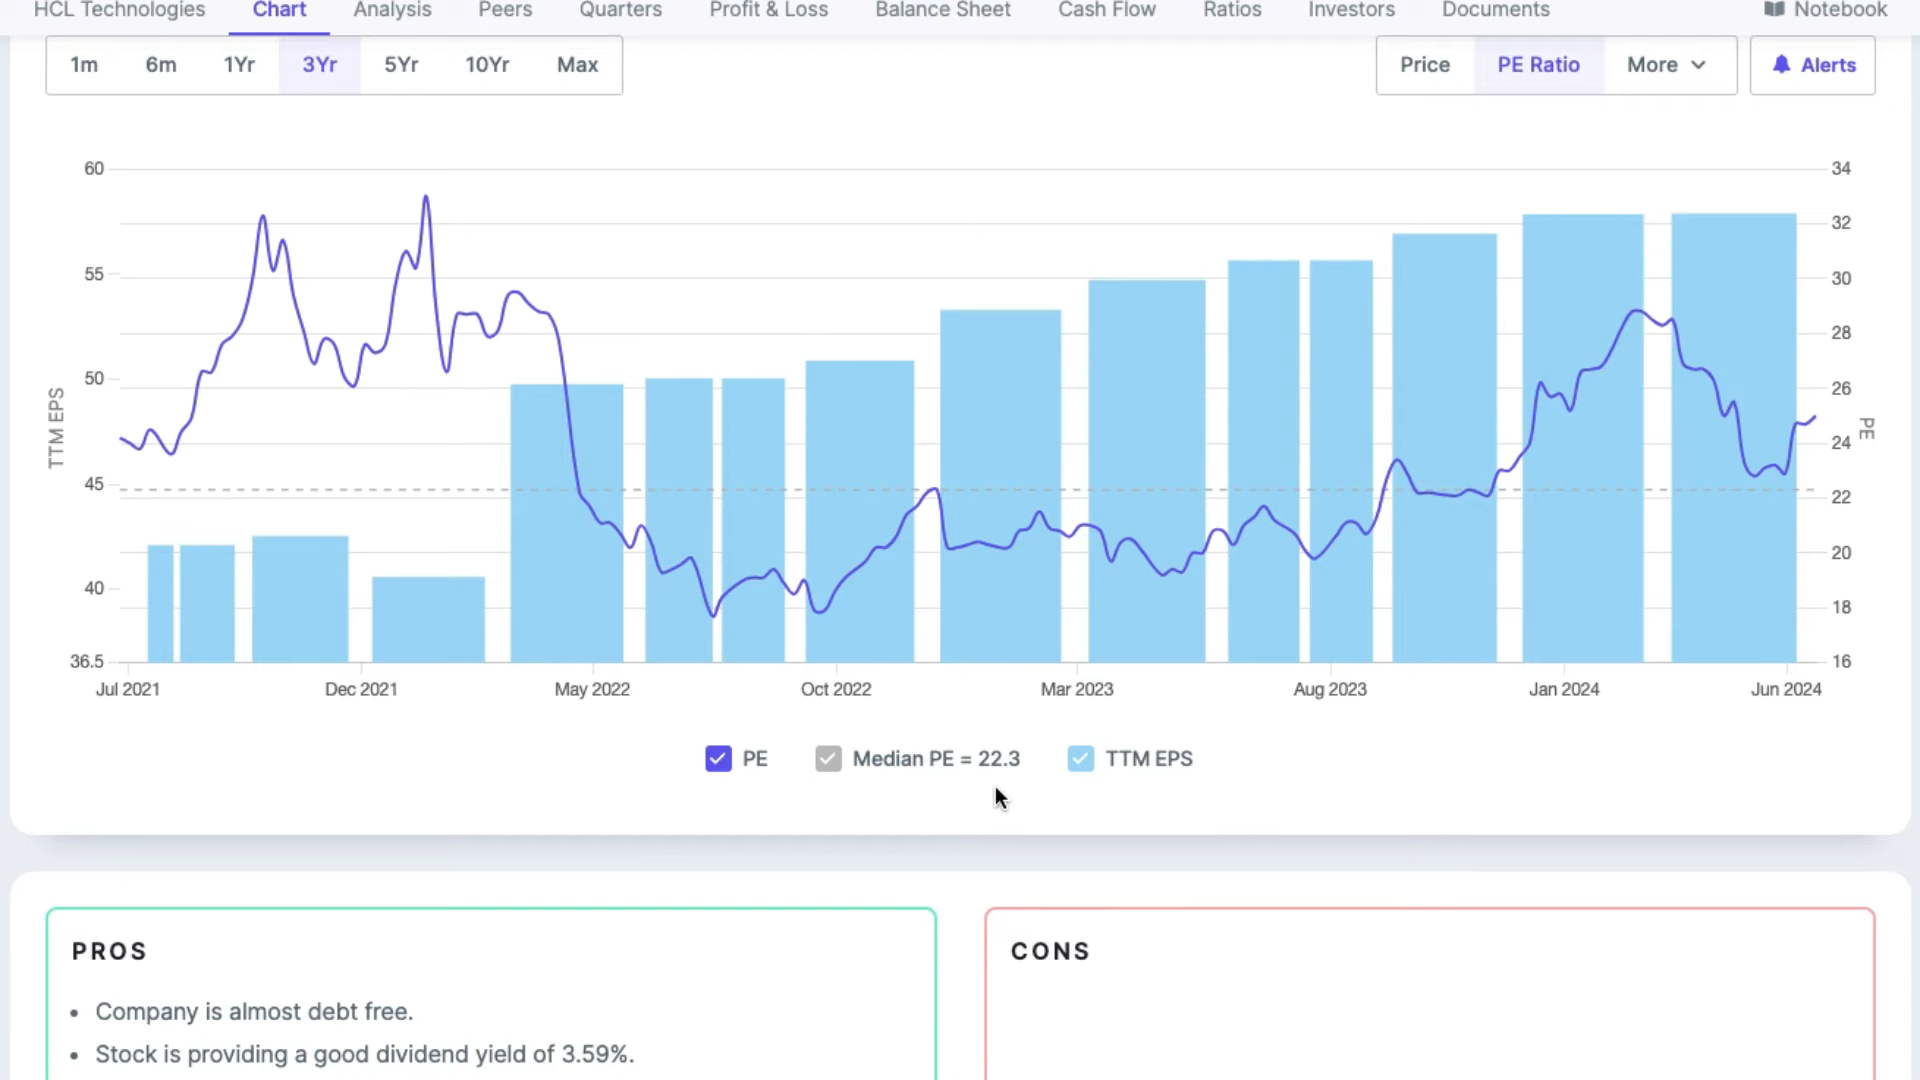 HCL Technologies Chart Analysis Peers Quarters Profit & Loss Balance Sheet Cash Flow Ratios Investors Documents Notebook
1m 6m 1Yr 3Yr 5Yr 10Yr Max Price PE Ratio More Alerts
60 34
32
55 30
28
50 26
TTM EPS 24 PE
45 22
20
40 18
36.5 16
Jul 2021 Dec 2021 May 2022 Oct 2022 Mar 2023 Aug 2023 Jan 2024 Jun 2024
PE Median PE = 22.3 TTM EPS
PROS
• Company is almost debt free.
• Stock is providing a good dividend yield of 3.59%.
CONS